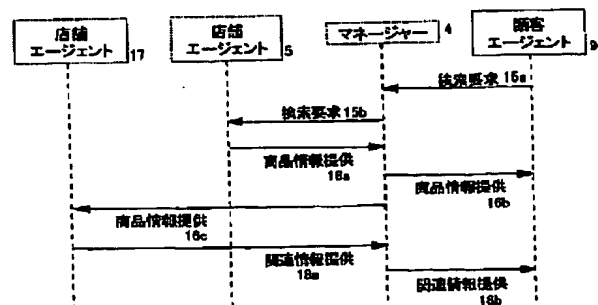 店舗
エージェント 17
店舗
エージェント 5
マネージャー 4
顧客
エージェント 9
検索要求 15a
検索要求 15b
商品情報提供
16a
商品情報提供
16b
商品情報提供
16c
関連情報提供
18a
関連情報提供
18b